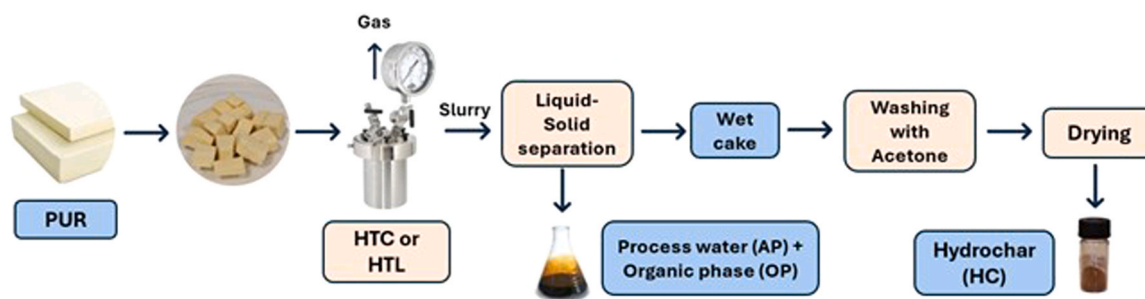 Gas
Slurry
Liquid-
Solid
separation
Wet
cake
Washing
with
Acetone
Drying
PUR
HTC or
HTL
Process water (AP) +
Organic phase (OP)
Hydrochar
(HC)